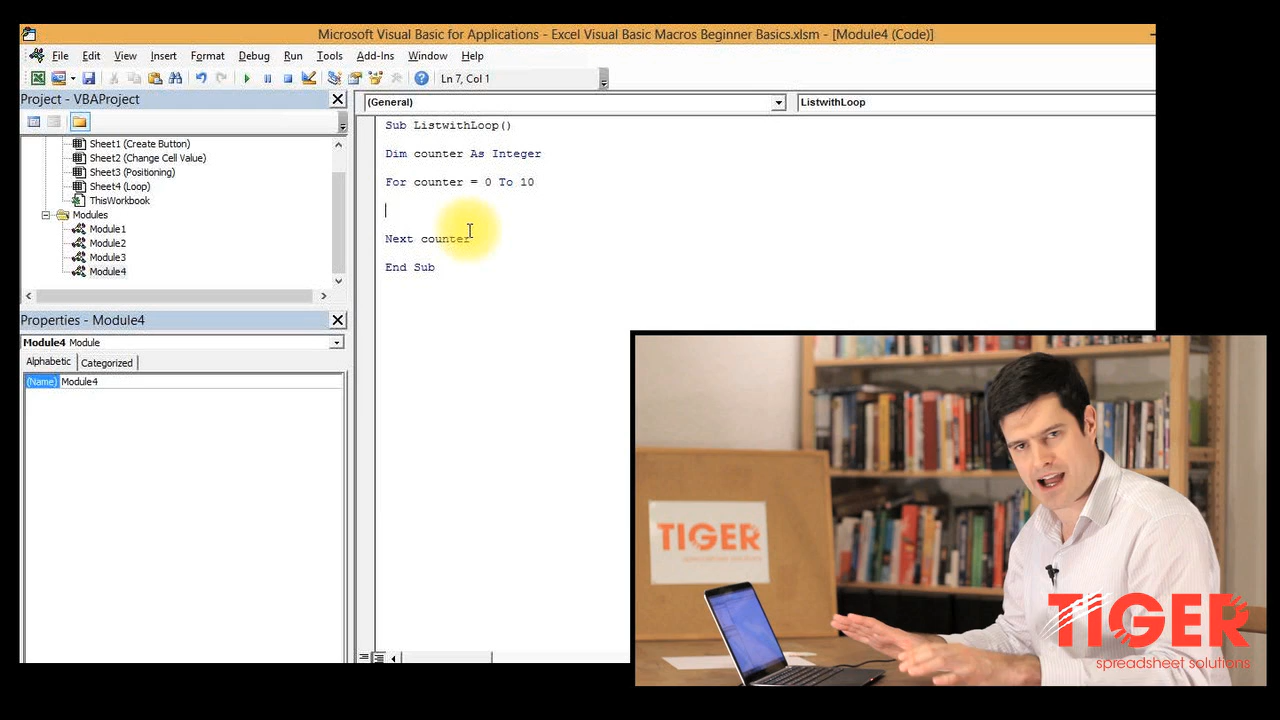 Microsoft Visual Basic for Applications - Excel Visual Basic Macros Beginner Basics.xlsm - [Module4 (Code)]
File Edit View Insert Format Debug Run Tools Add-Ins Window Help
Ln 7, Col 1
Project - VBAProject
(General) ListwithLoop
Sheet1 (Create Button)
Sheet2 (Change Cell Value)
Sheet3 (Positioning)
Sheet4 (Loop)
ThisWorkbook
Modules
Module1
Module2
Module3
Module4
Sub ListwithLoop()
Dim counter As Integer
For counter = 0 To 10
Next counter
End Sub
Properties - Module4
Module4 Module
Alphabetic Categorized
(Name) Module4
TIGER
TIGER
spreadsheet solutions